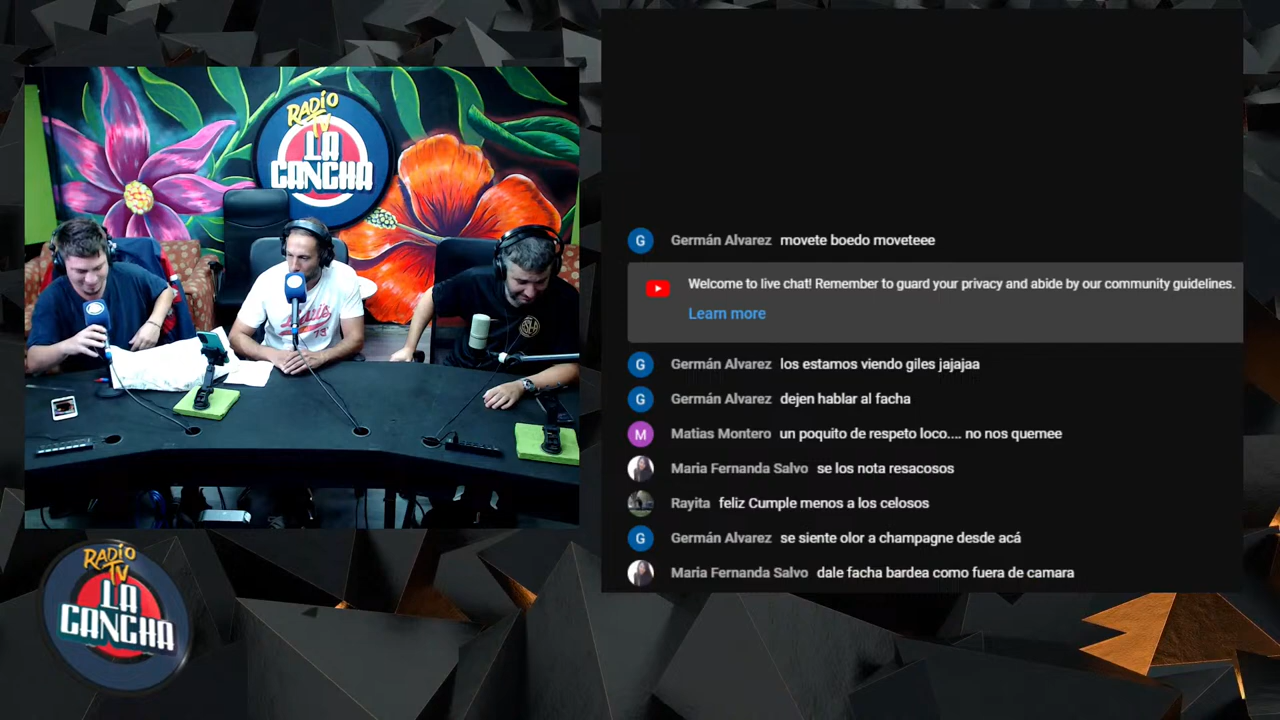 RADIO
TV
LA
CANCHA
Germán Alvarez movete boedo moveteee
Welcome to live chat! Remember to guard your privacy and abide by our community guidelines.
Learn more
Germán Alvarez los estamos viendo giles jajajaa
Germán Alvarez dejen hablar al facha
Matias Montero un poquito de respeto loco.... no nos quemee
Maria Fernanda Salvo se los nota resacosos
Rayita feliz Cumple menos a los celosos
Germán Alvarez se siente olor a champagne desde acá
Maria Fernanda Salvo dale facha bardea como fuera de camara
G
G
G
M
G
RADIO
TV
LA
CANCHA